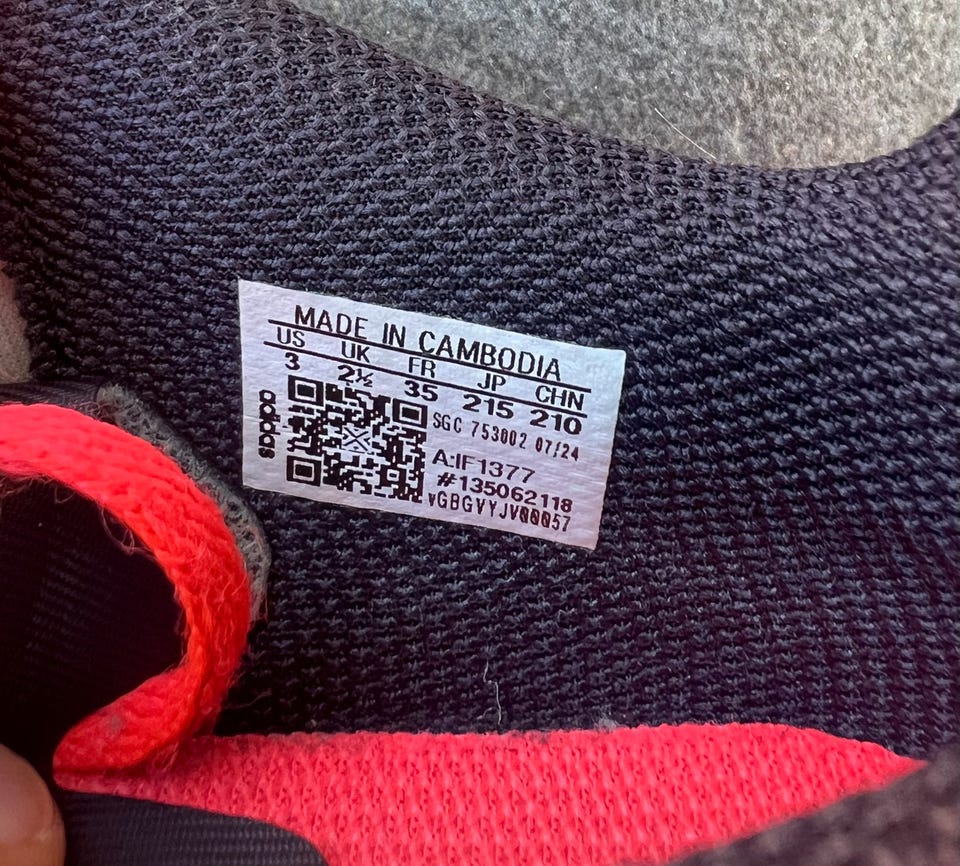 MADE IN CAMBODIA
US UK FR JP CHN
3 2½ 35 215 210
adidas
SGC 753002 07/24
A:IF1377
#135062118
vGBGVYJV00057